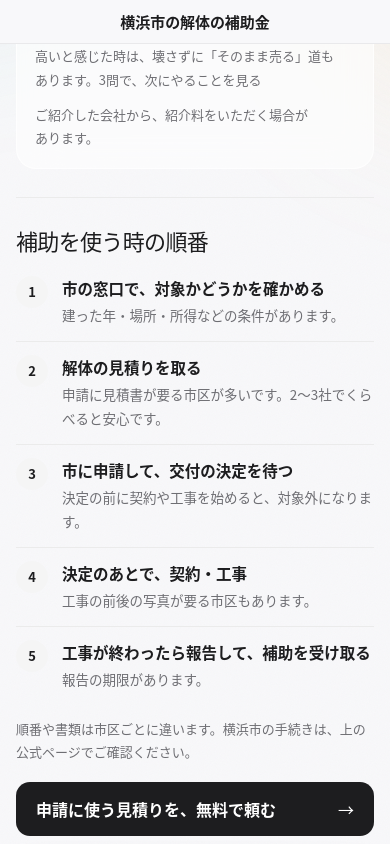 横浜市の解体の補助金
高いと感じた時は、壊さずに「そのまま売る」道も
あります。3問で、次にやることを見る
ご紹介した会社から、紹介料をいただく場合が
あります。
補助を使う時の順番
1 市の窓口で、対象かどうかを確かめる
建った年・場所・所得などの条件があります。
2 解体の見積りを取る
申請に見積書が要る市区が多いです。2〜3社でくら
べると安心です。
3 市に申請して、交付の決定を待つ
決定の前に契約や工事を始めると、対象外になりま
す。
4 決定のあとで、契約・工事
工事の前後の写真が要る市区もあります。
5 工事が終わったら報告して、補助を受け取る
報告の期限があります。
順番や書類は市区ごとに違います。横浜市の手続きは、上の
公式ページでご確認ください。
申請に使う見積りを、無料で頼む →